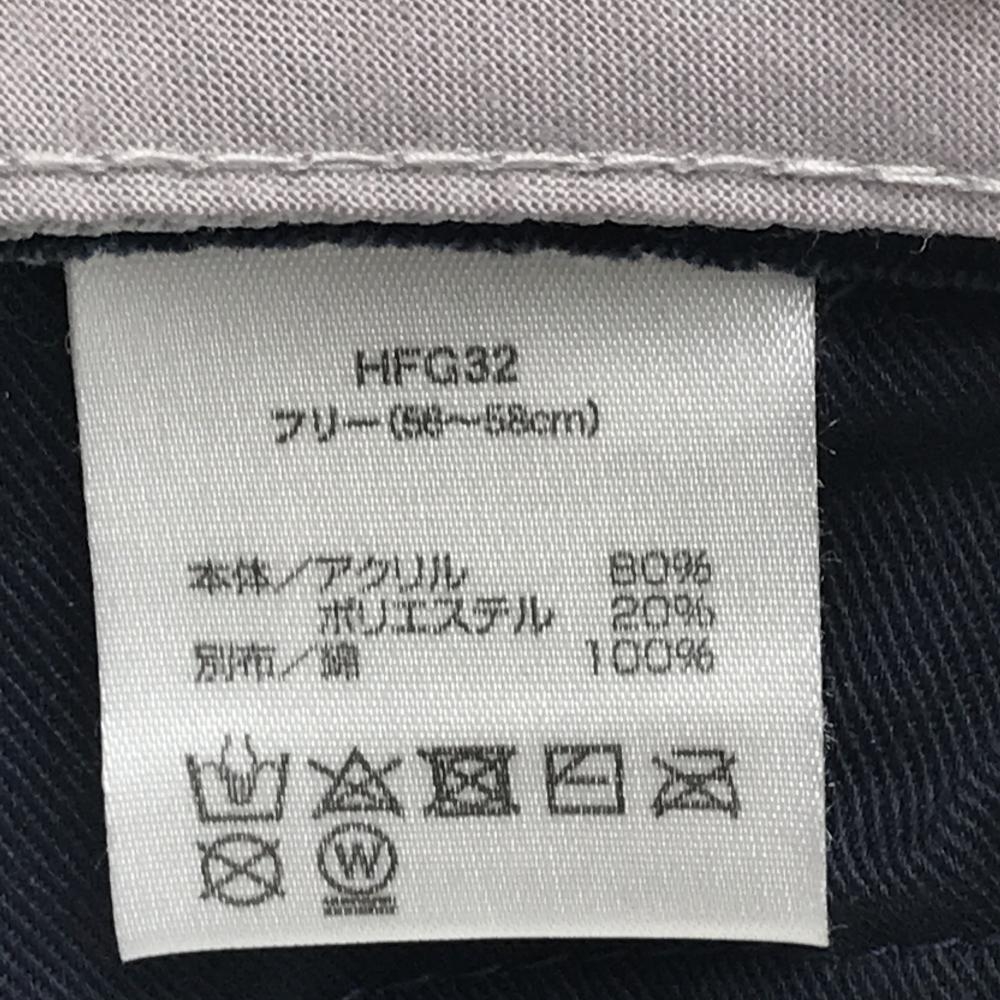 HFG32
フリー(56～58cm)
本体／アクリル 80%
ポリエステル 20%
別布／綿 100%
W